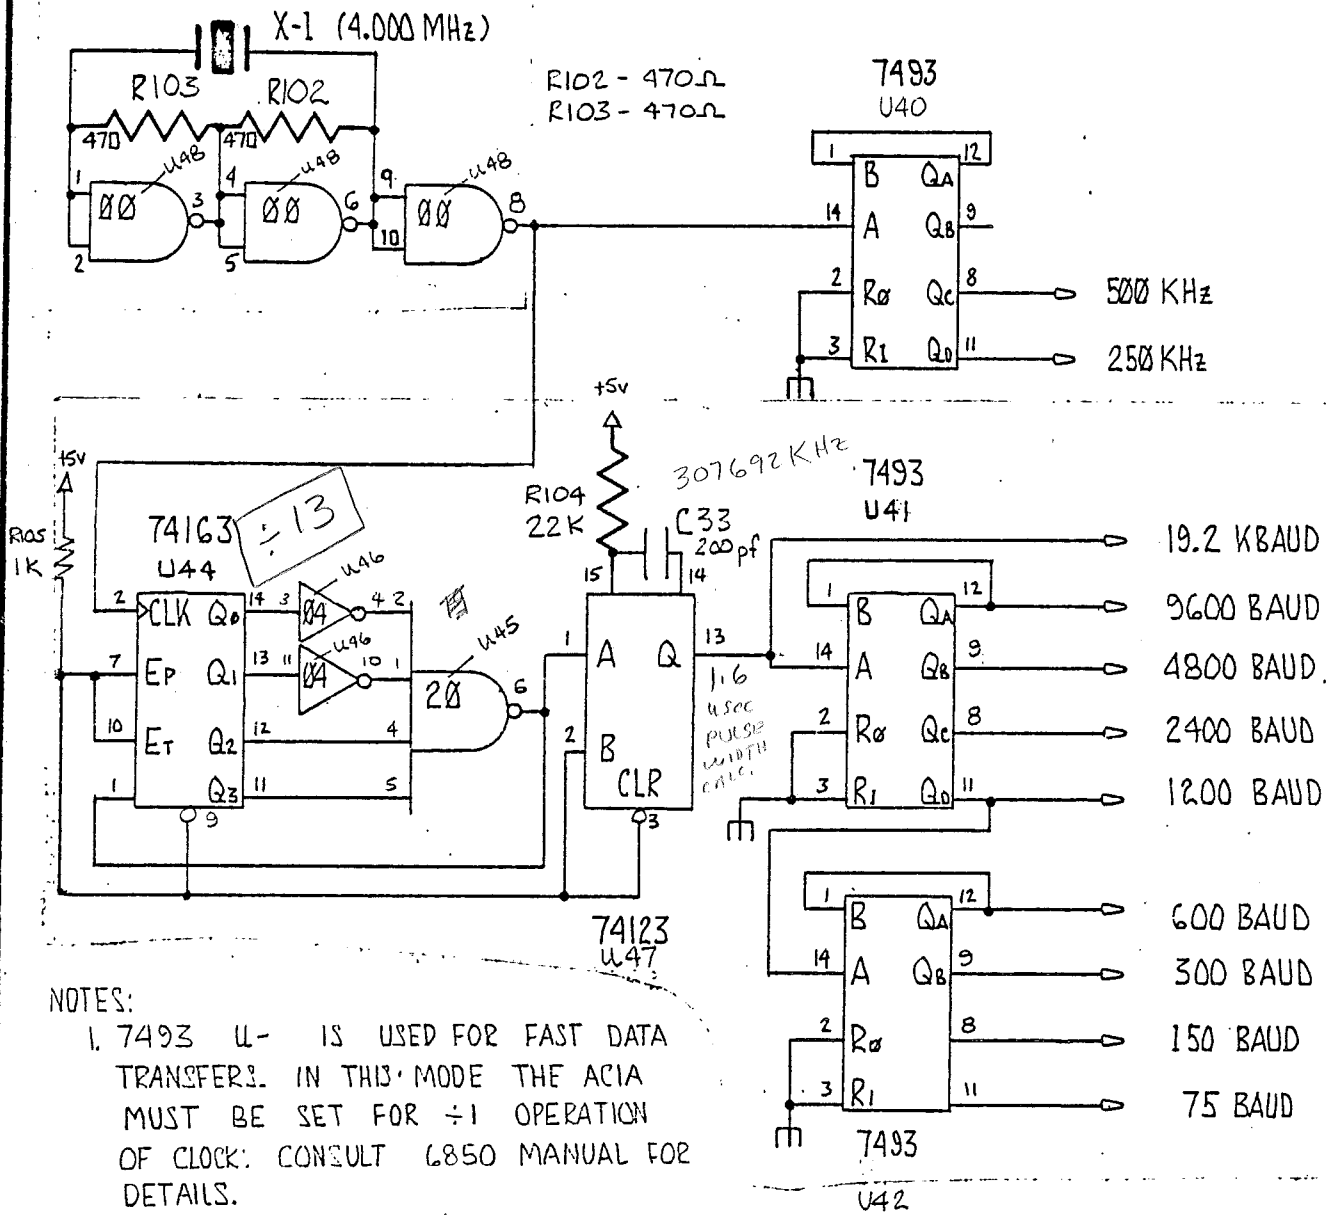 X-1 (4.000 MHz)
R103
R102
R102 - 470Ω
R103 - 470Ω
470
470
7493
U40
U48
U48
U48
1
2
00
3
4
5
00
6
9
10
00
8
1
B
QA
12
14
A
QB
9
2
R0
QC
8
500 KHz
3
R1
QD
11
250 KHz
+5v
+5v
307692 KHz
R104
22K
C33
200 pf
7493
U41
R105
1K
74163
U44
÷13
U46
U46
U45
15
14
2
CLK
Q0
14
3
04
4
2
7
EP
Q1
13
11
04
10
1
10
ET
Q2
12
4
1
Q3
11
5
9
20
6
1
A
Q
13
2
B
CLR
3
1.6
usec
PULSE
WIDTH
CALC.
74123
U47
19.2 KBAUD
1
B
QA
12
9600 BAUD
14
A
QB
9
4800 BAUD.
2
R0
QC
8
2400 BAUD
3
R1
QD
11
1200 BAUD
1
B
QA
12
600 BAUD
14
A
QB
9
300 BAUD
2
R0
8
150 BAUD
3
R1
11
75 BAUD
7493
U42
NOTES:
1. 7493 U- IS USED FOR FAST DATA
TRANSFERS. IN THIS MODE THE ACIA
MUST BE SET FOR ÷1 OPERATION
OF CLOCK. CONSULT 6850 MANUAL FOR
DETAILS.